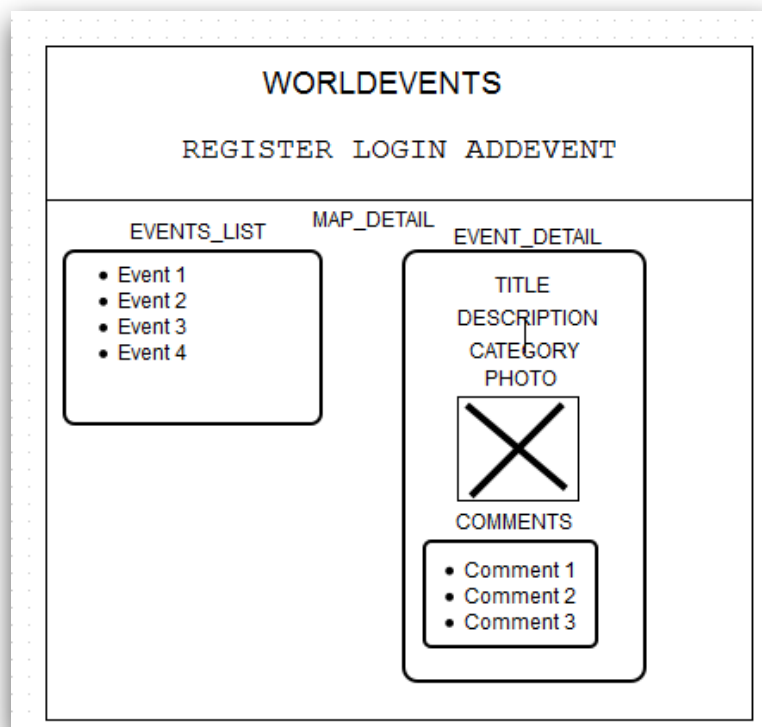 WORLDEVENTS
REGISTER LOGIN ADDEVENT
MAP_DETAIL
EVENTS_LIST
Event 1
Event 2
Event 3
Event 4
EVENT_DETAIL
TITLE
DESCRIPTION
CATEGORY
PHOTO
COMMENTS
Comment 1
Comment 2
Comment 3